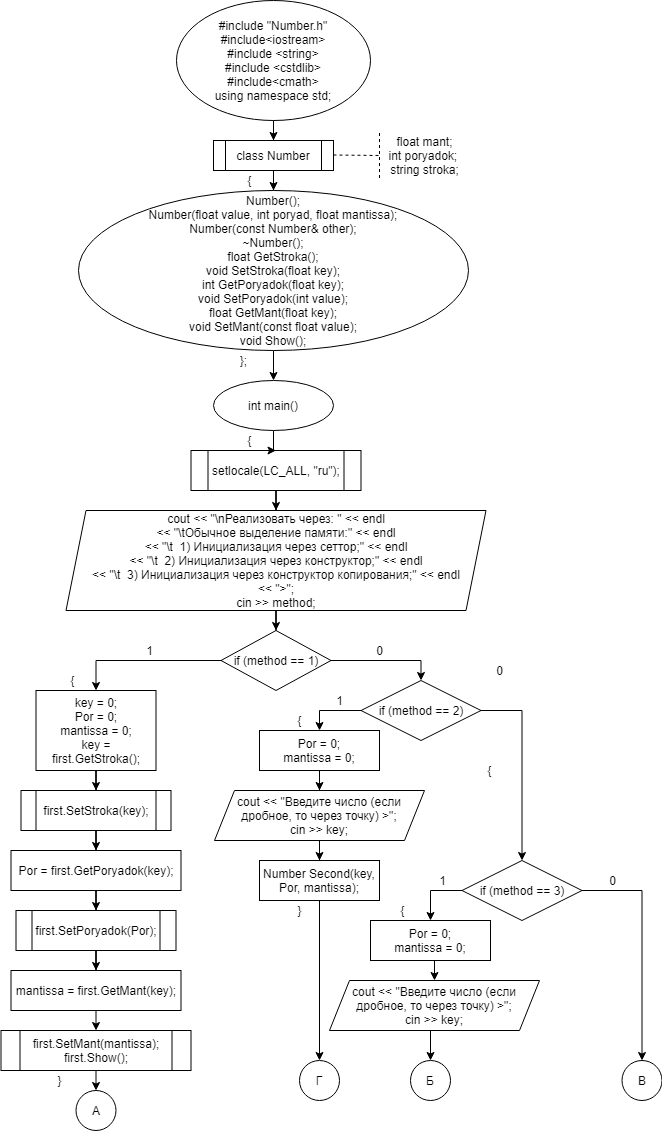 #include "Number.h"
#include<iostream>
#include <string>
#include <cstdlib>
#include<cmath>
using namespace std;
class Number
float mant;
int poryadok;
string stroka;
{
Number();
Number(float value, int poryad, float mantissa);
Number(const Number& other);
~Number();
float GetStroka();
void SetStroka(float key);
int GetPoryadok(float key);
void SetPoryadok(int value);
float GetMant(float key);
void SetMant(const float value);
void Show();
};
int main()
{
setlocale(LC_ALL, "ru");
cout << "\nРеализовать через: " << endl
<< "\tОбычное выделение памяти:" << endl
<< "\t  1) Инициализация через сеттор;" << endl
<< "\t  2) Инициализация через конструктор;" << endl
<< "\t  3) Инициализация через конструктор копирования;" << endl
<< ">";
cin >> method;
if (method == 1)
1
0
{
key = 0;
Por = 0;
mantissa = 0;
key =
first.GetStroka();
first.SetStroka(key);
Por = first.GetPoryadok(key);
first.SetPoryadok(Por);
mantissa = first.GetMant(key);
first.SetMant(mantissa);
first.Show();
}
А
if (method == 2)
1
0
{
Por = 0;
mantissa = 0;
cout << "Введите число (если
дробное, то через точку) >";
cin >> key;
Number Second(key,
Por, mantissa);
}
Г
{
if (method == 3)
1
0
{
Por = 0;
mantissa = 0;
cout << "Введите число (если
дробное, то через точку) >";
cin >> key;
Б
В